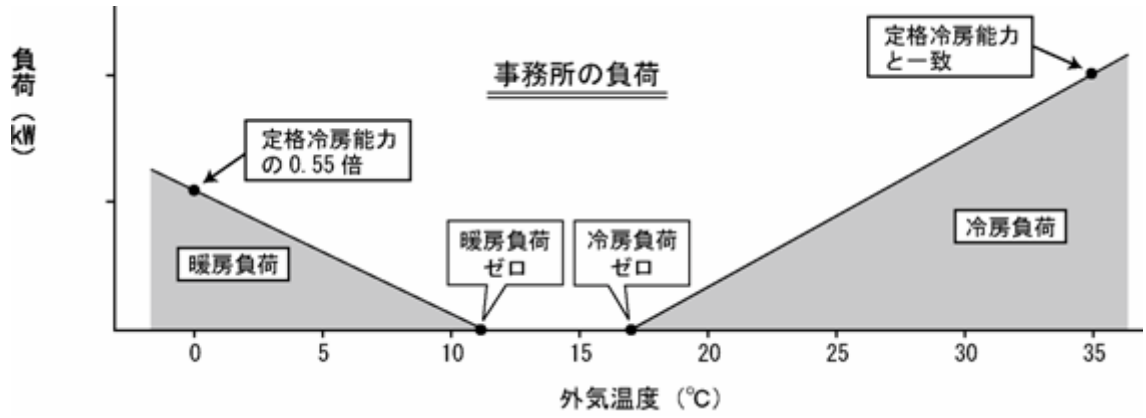 事務所の負荷
負荷（kW）
定格冷房能力
と一致
定格冷房能力
の0.55倍
暖房負荷
暖房負荷
ゼロ
冷房負荷
ゼロ
冷房負荷
0 5 10 15 20 25 30 35
外気温度（℃）